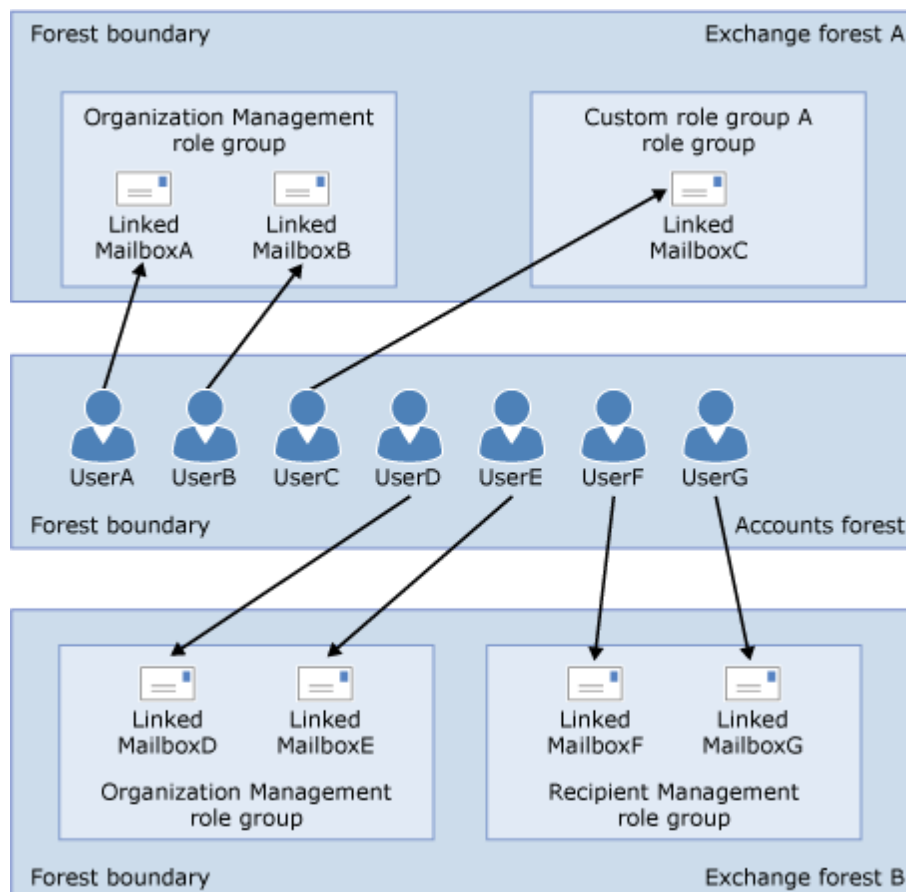 Forest boundary
Exchange forest A
Organization Management
role group
Linked
MailboxA
Linked
MailboxB
Custom role group A
role group
Linked
MailboxC
UserA
UserB
UserC
UserD
UserE
UserF
UserG
Forest boundary
Accounts forest
Linked
MailboxD
Linked
MailboxE
Organization Management
role group
Linked
MailboxF
Linked
MailboxG
Recipient Management
role group
Forest boundary
Exchange forest B